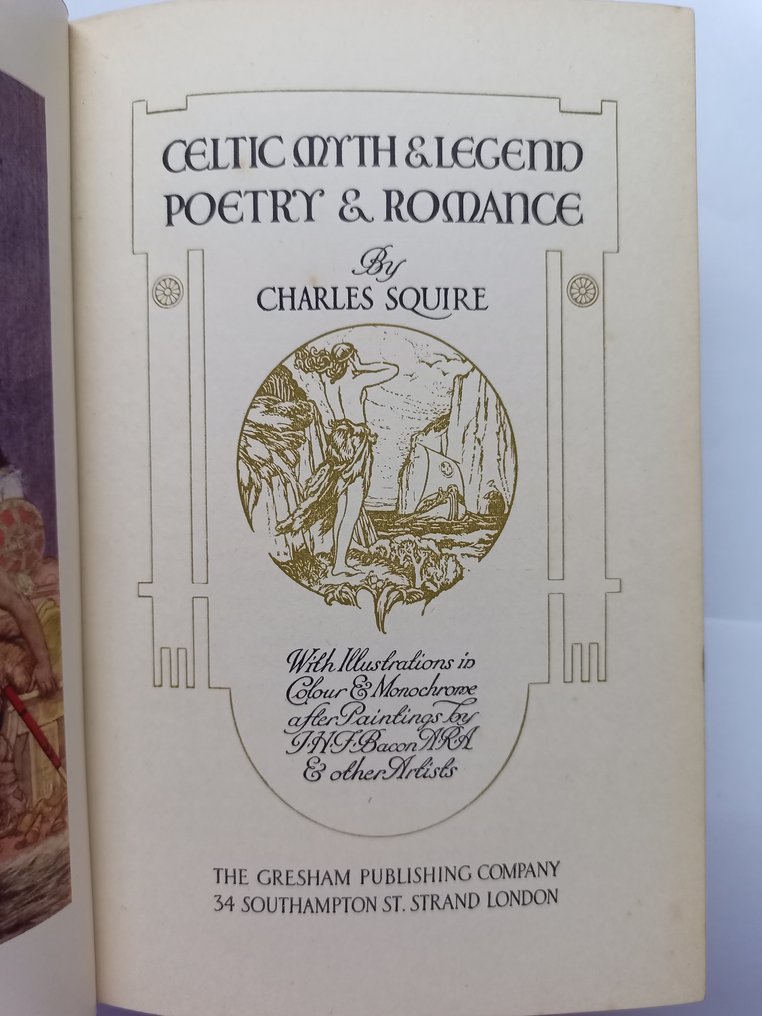 CELTIC MYTH & LEGEND
POETRY & ROMANCE
By
CHARLES SQUIRE
With Illustrations in
Colour & Monochrome
after Paintings by
J·H·F·Bacon A·R·A
& other Artists
THE GRESHAM PUBLISHING COMPANY
34 SOUTHAMPTON ST. STRAND LONDON